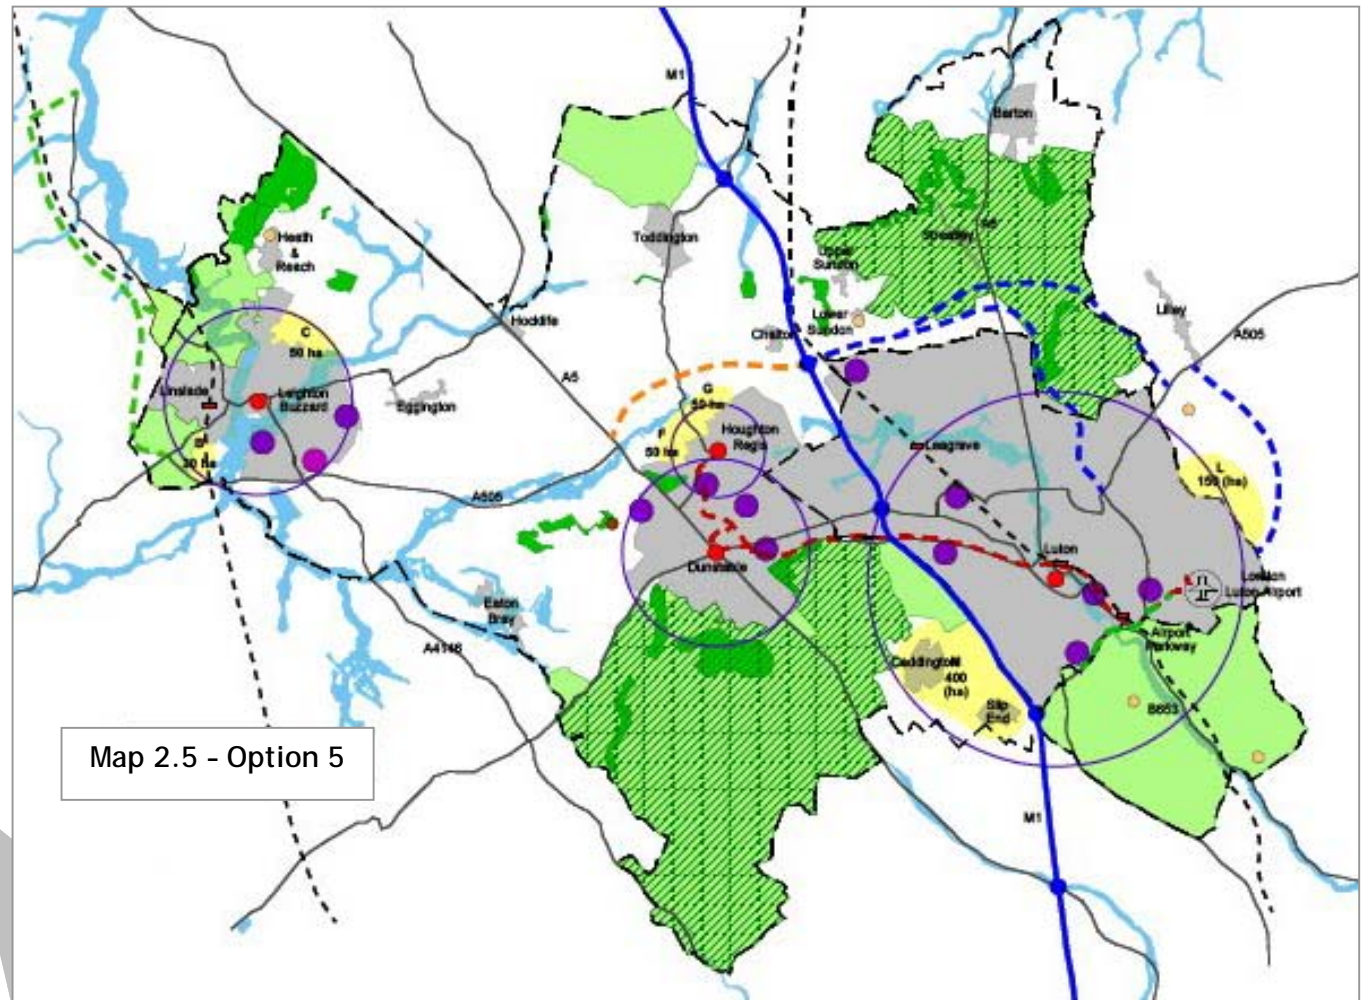 M1
Barton
Heath
&
Reach
Toddington
Streatley
A6
Upper
Sundon
Lower
Sundon
Lilley
Hockliffe
Chalton
A505
C
50 ha
A5
Linslade
Leighton
Buzzard
Eggington
G
50 ha
F
50 ha
Houghton
Regis
Leagrave
L
150 (ha)
A505
Dunstable
Luton
London
Luton Airport
Eaton
Bray
A4146
Airport
Parkway
Caddington
M
400
(ha)
Slip
End
B653
Map 2.5 - Option 5
M1